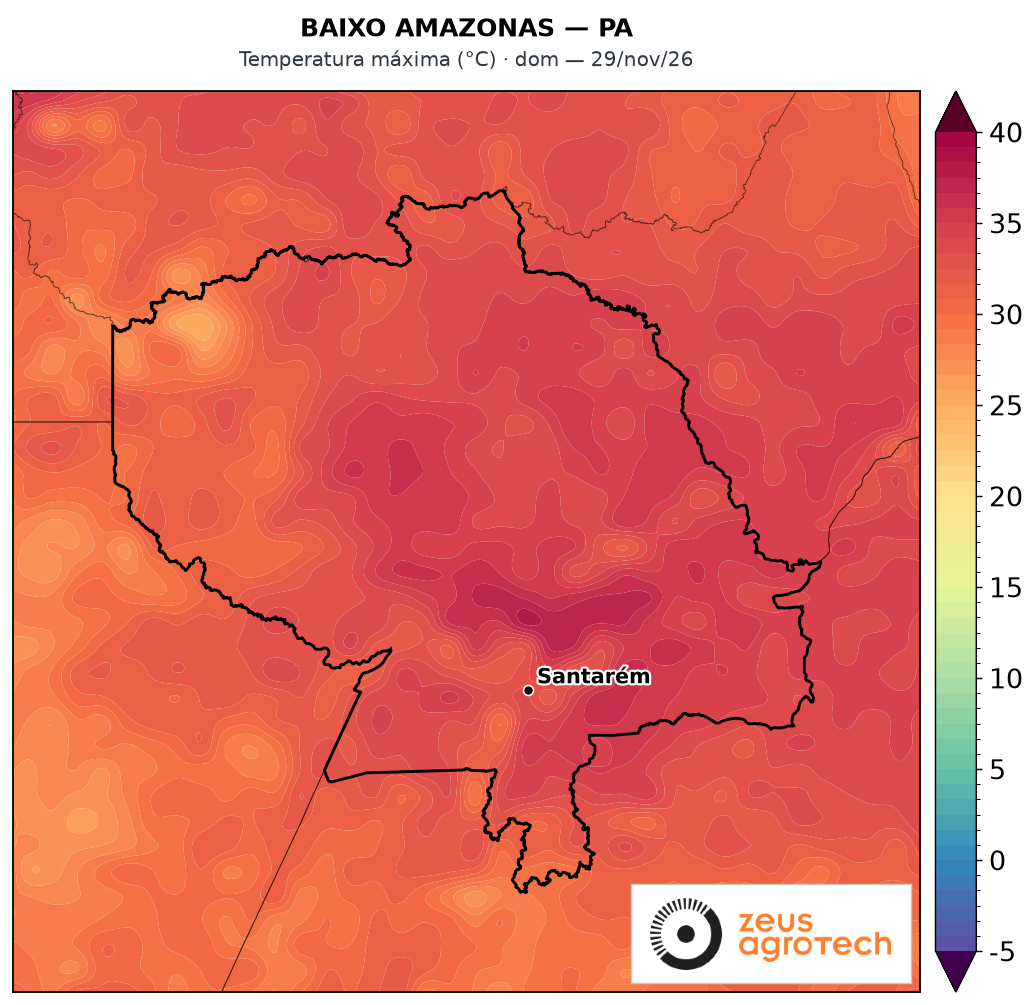 BAIXO AMAZONAS — PA
Temperatura máxima (°C) · dom — 29/nov/26
40
35
30
25
20
15
10
5
0
-5
Santarém
zeus
agrotech